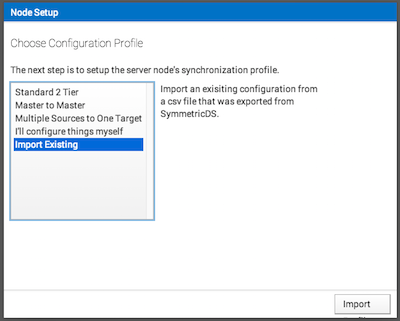 Node Setup
Choose Configuration Profile
The next step is to setup the server node's synchronization profile.
Standard 2 Tier
Master to Master
Multiple Sources to One Target
I'll configure things myself
Import Existing
Import an exisiting configuration from
a csv file that was exported from
SymmetricDS.
Import